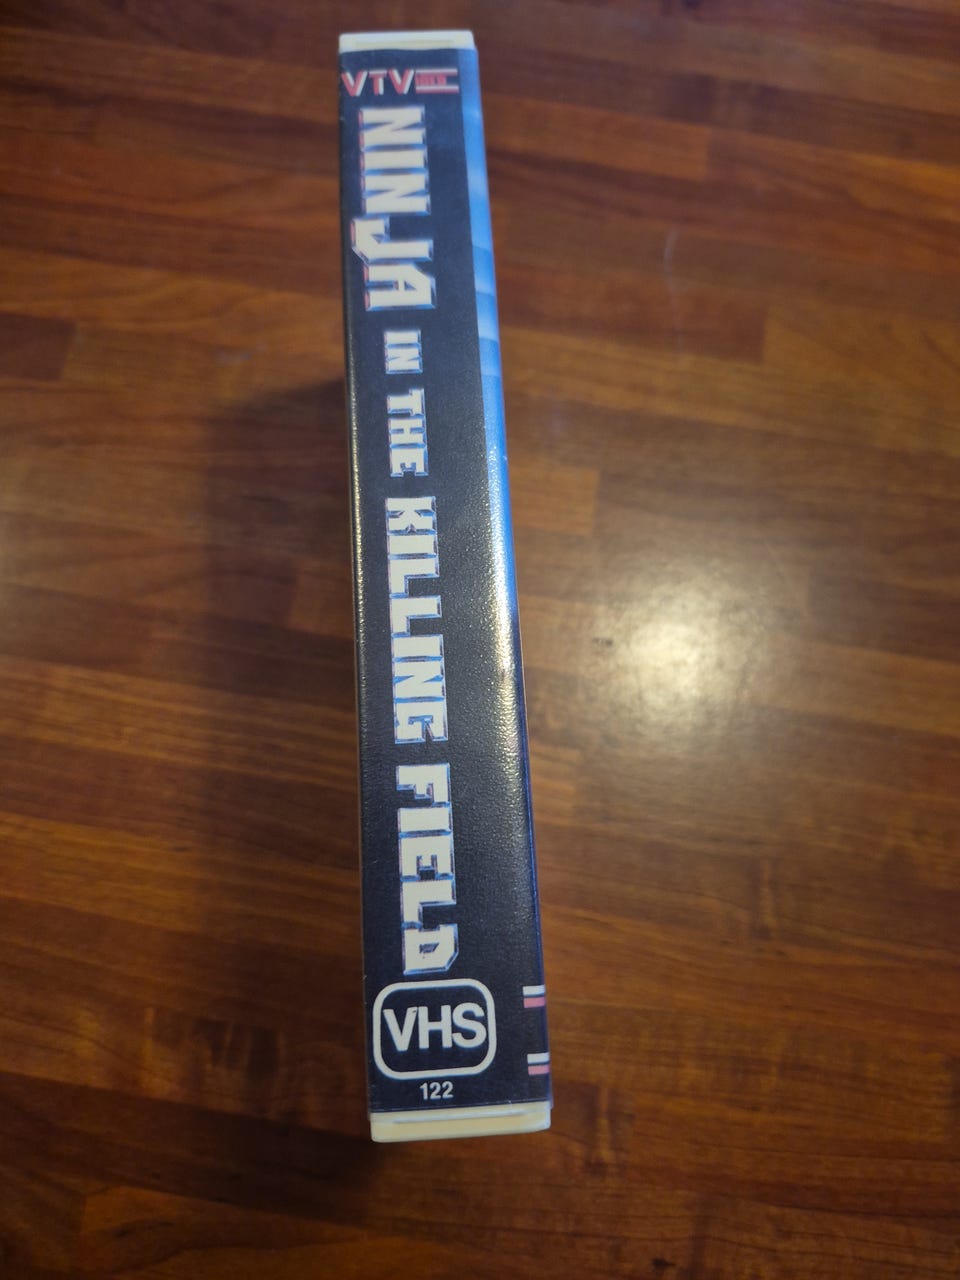 VTV
NINJA IN THE KILLING FIELD
VHS
122